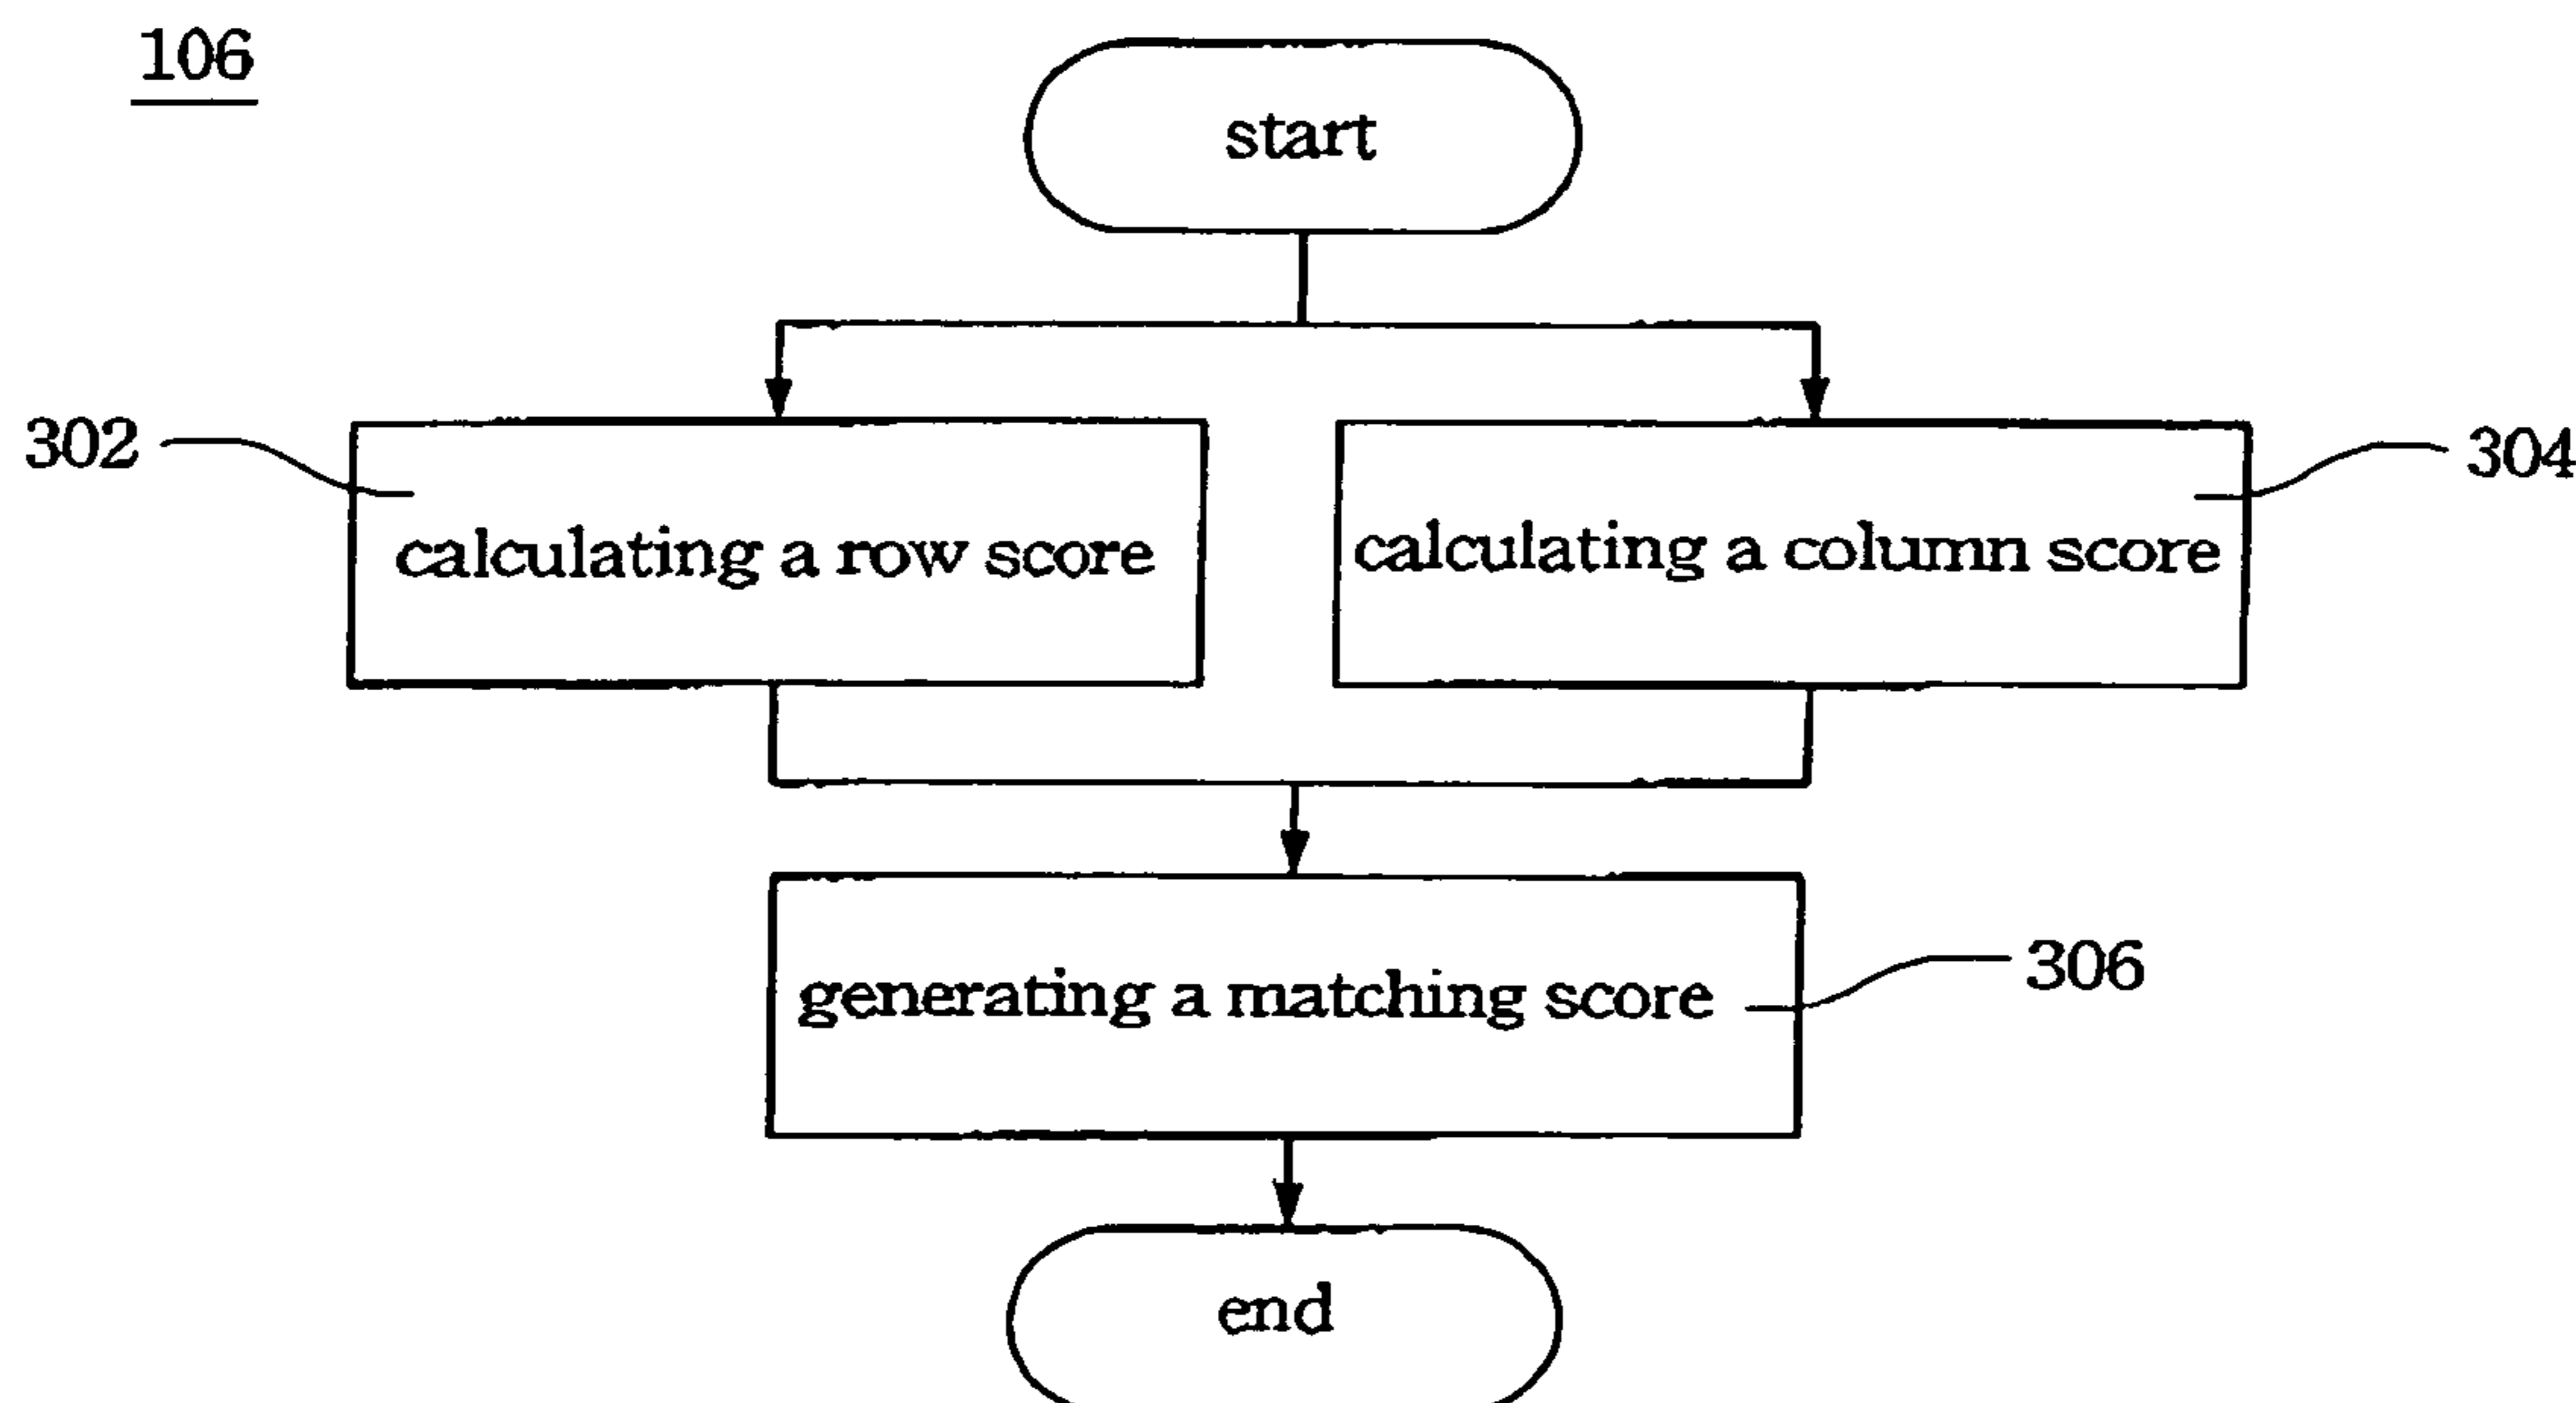 106
start
302
304
calculating a row score
calculating a column score
generating a matching score
306
end